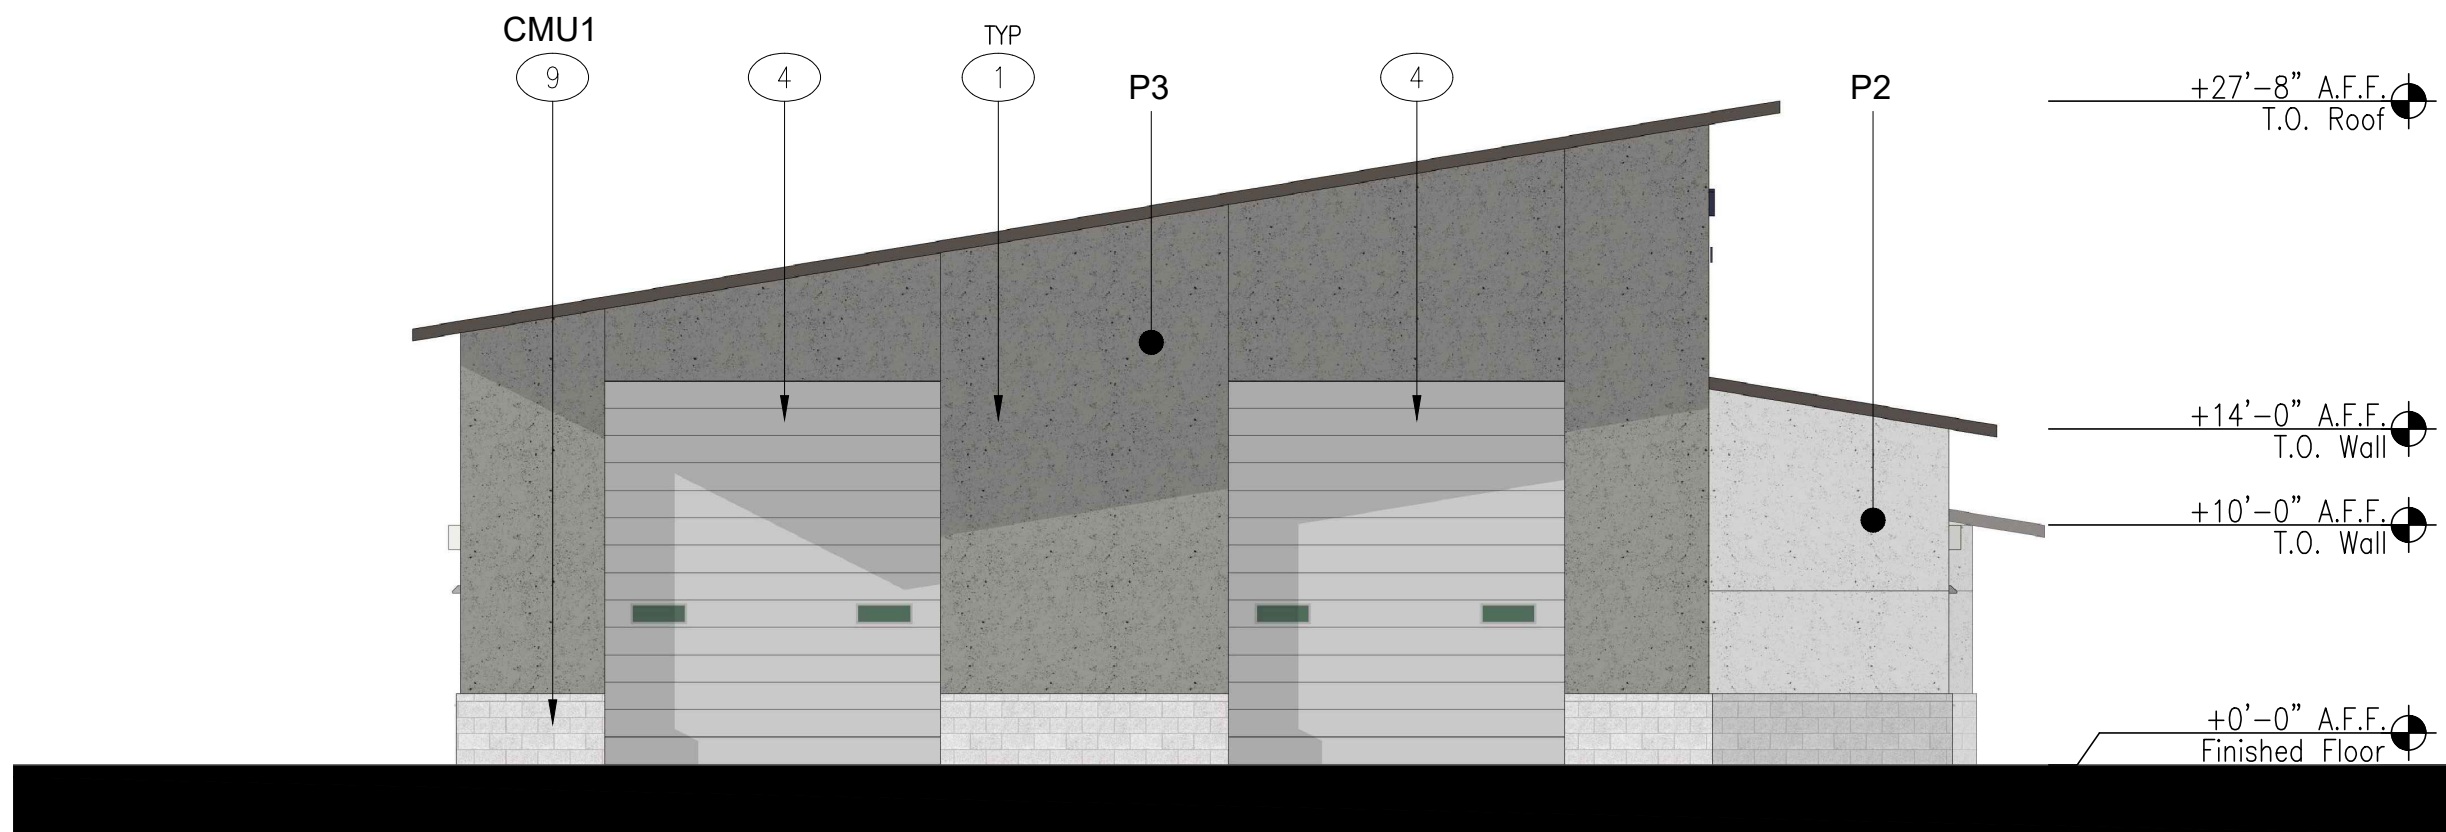 CMU1
9
4
TYP
1
P3
4
P2
+27'-8" A.F.F.
T.O. Roof
+14'-0" A.F.F.
T.O. Wall
+10'-0" A.F.F.
T.O. Wall
+0'-0" A.F.F.
Finished Floor